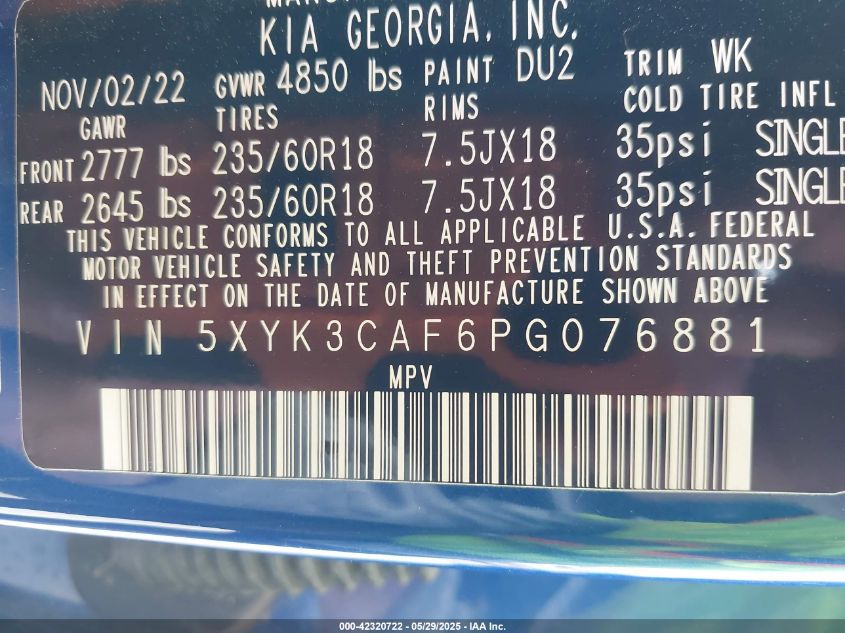 KIA GEORGIA, INC.
NOV/02/22 GVWR 4850 lbs PAINT DU2 TRIM WK
GAWR TIRES RIMS COLD TIRE INFL
FRONT 2777 lbs 235/60R18 7.5JX18 35psi SINGLE
REAR 2645 lbs 235/60R18 7.5JX18 35psi SINGLE
THIS VEHICLE CONFORMS TO ALL APPLICABLE U.S.A. FEDERAL
MOTOR VEHICLE SAFETY AND THEFT PREVENTION STANDARDS
IN EFFECT ON THE DATE OF MANUFACTURE SHOWN ABOVE
VIN 5XYK3CAF6PG076881
MPV
000-42320722 - 05/29/2025 - IAA Inc.